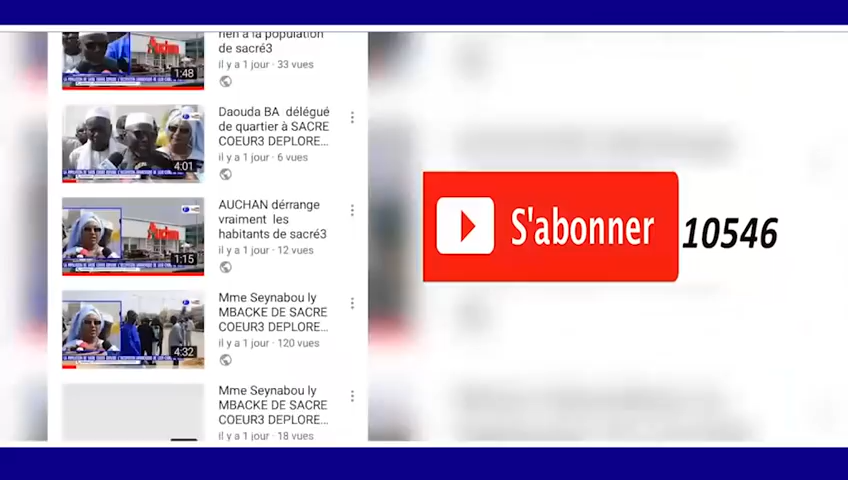 rien à la population
de sacré3
il y a 1 jour · 33 vues
1:48
Daouda BA délégué
de quartier à SACRE
COEUR3 DEPLORE...
il y a 1 jour · 6 vues
4:01
AUCHAN dérrange
vraiment les
habitants de sacré3
il y a 1 jour · 12 vues
Auchan
1:15
Mme Seynabou ly
MBACKE DE SACRE
COEUR3 DEPLORE...
il y a 1 jour · 120 vues
4:32
Mme Seynabou ly
MBACKE DE SACRE
COEUR3 DEPLORE...
il y a 1 jour · 18 vues
S'abonner
10546